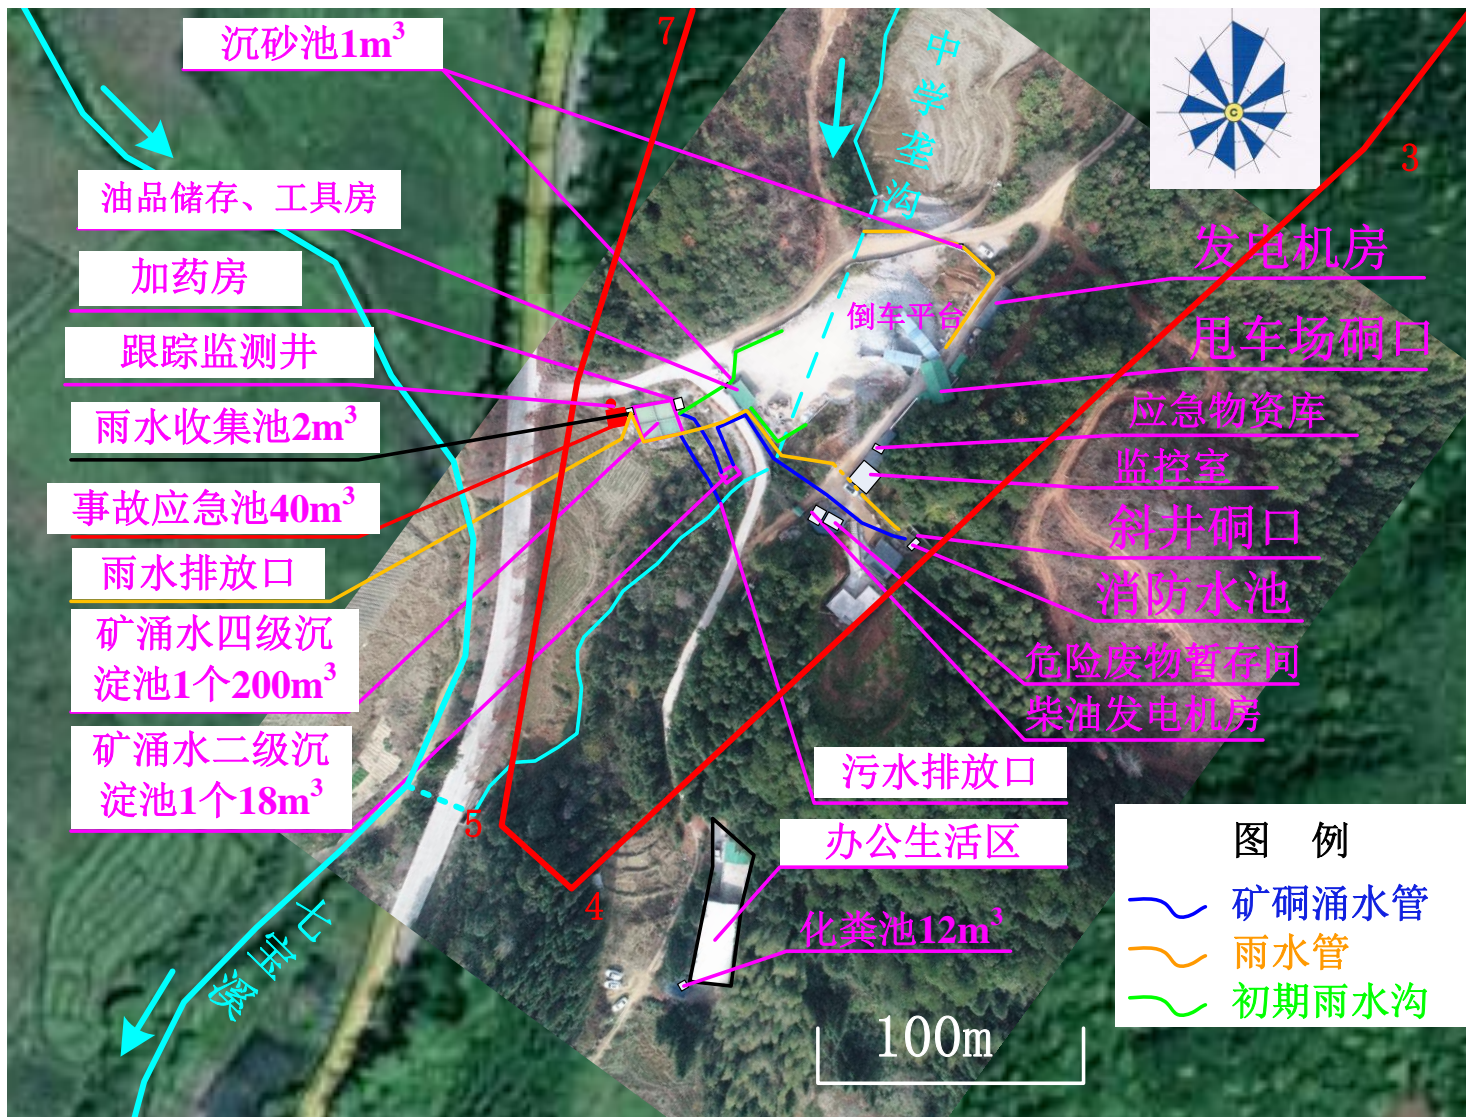 沉砂池1m³
7
中学垄沟
C
3
油品储存、工具房
加药房
发电机房
倒车平台
跟踪监测井
甩车场硐口
雨水收集池2m³
应急物资库
监控室
事故应急池40m³
斜井硐口
雨水排放口
消防水池
矿涌水四级沉
淀池1个200m³
危险废物暂存间
柴油发电机房
矿涌水二级沉
淀池1个18m³
污水排放口
5
办公生活区
图 例
4
矿硐涌水管
七宝溪
化粪池12m³
雨水管
初期雨水沟
100m